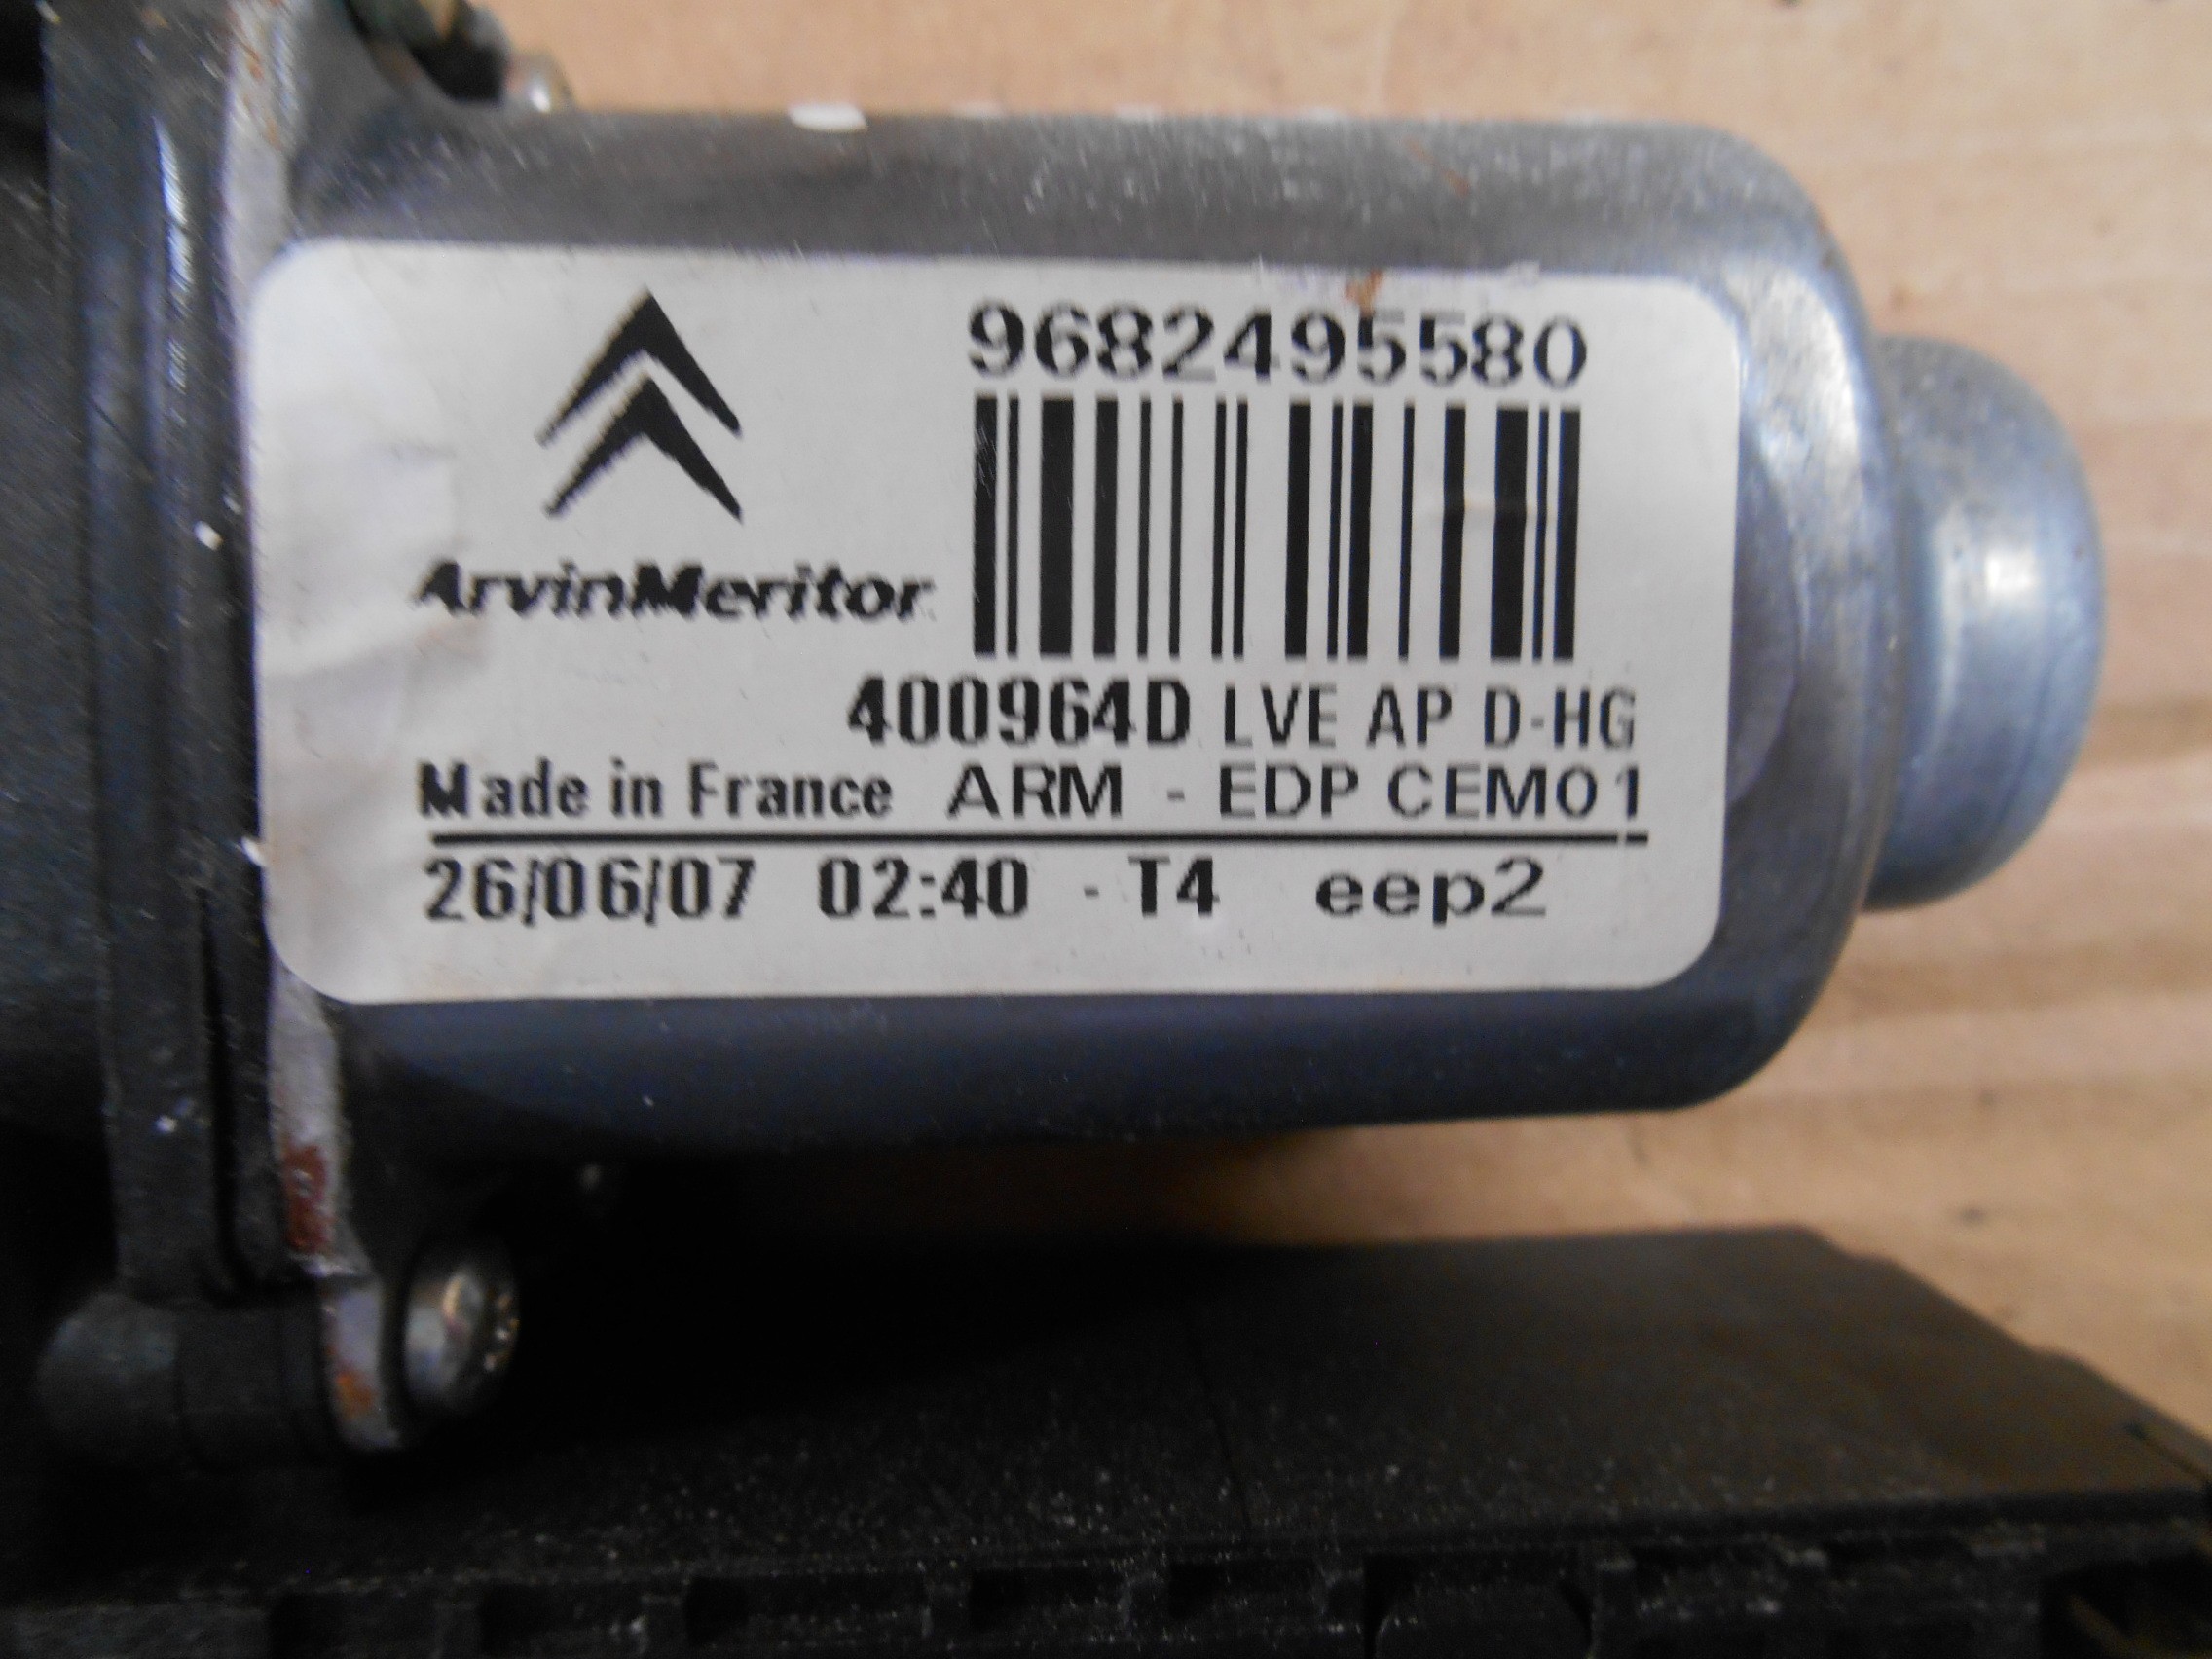 9682495580
ArvinMeritor
400964D LVE AP D-HG
Made in France ARM - EDP CEM01
26/06/07 02:40 - T4 eep2